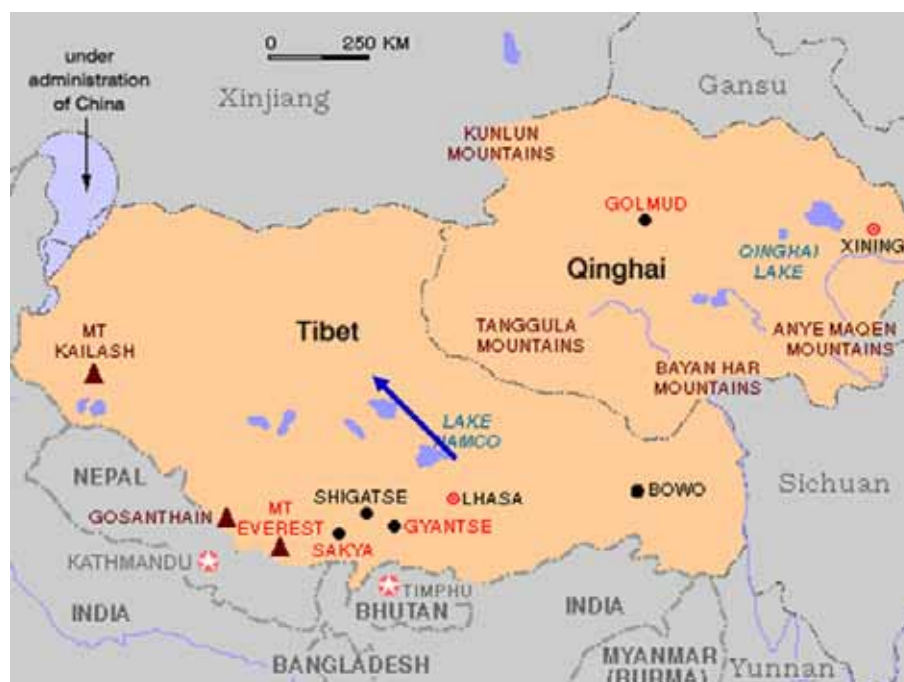 under
administration
of China
0 250 KM
Xinjiang
Gansu
KUNLUN
MOUNTAINS
GOLMUD
QINGHAI
LAKE
XINING
Qinghai
Tibet
MT
KAILASH
TANGGULA
MOUNTAINS
ANYE MAQEN
MOUNTAINS
BAYAN HAR
MOUNTAINS
LAKE
NAMCO
NEPAL
SHIGATSE
LHASA
BOWO
Sichuan
GOSANTHAIN
MT
EVEREST
GYANTSE
SAKYA
KATHMANDU
TIMPHU
INDIA
BHUTAN
INDIA
BANGLADESH
MYANMAR
(BURMA)
Yunnan